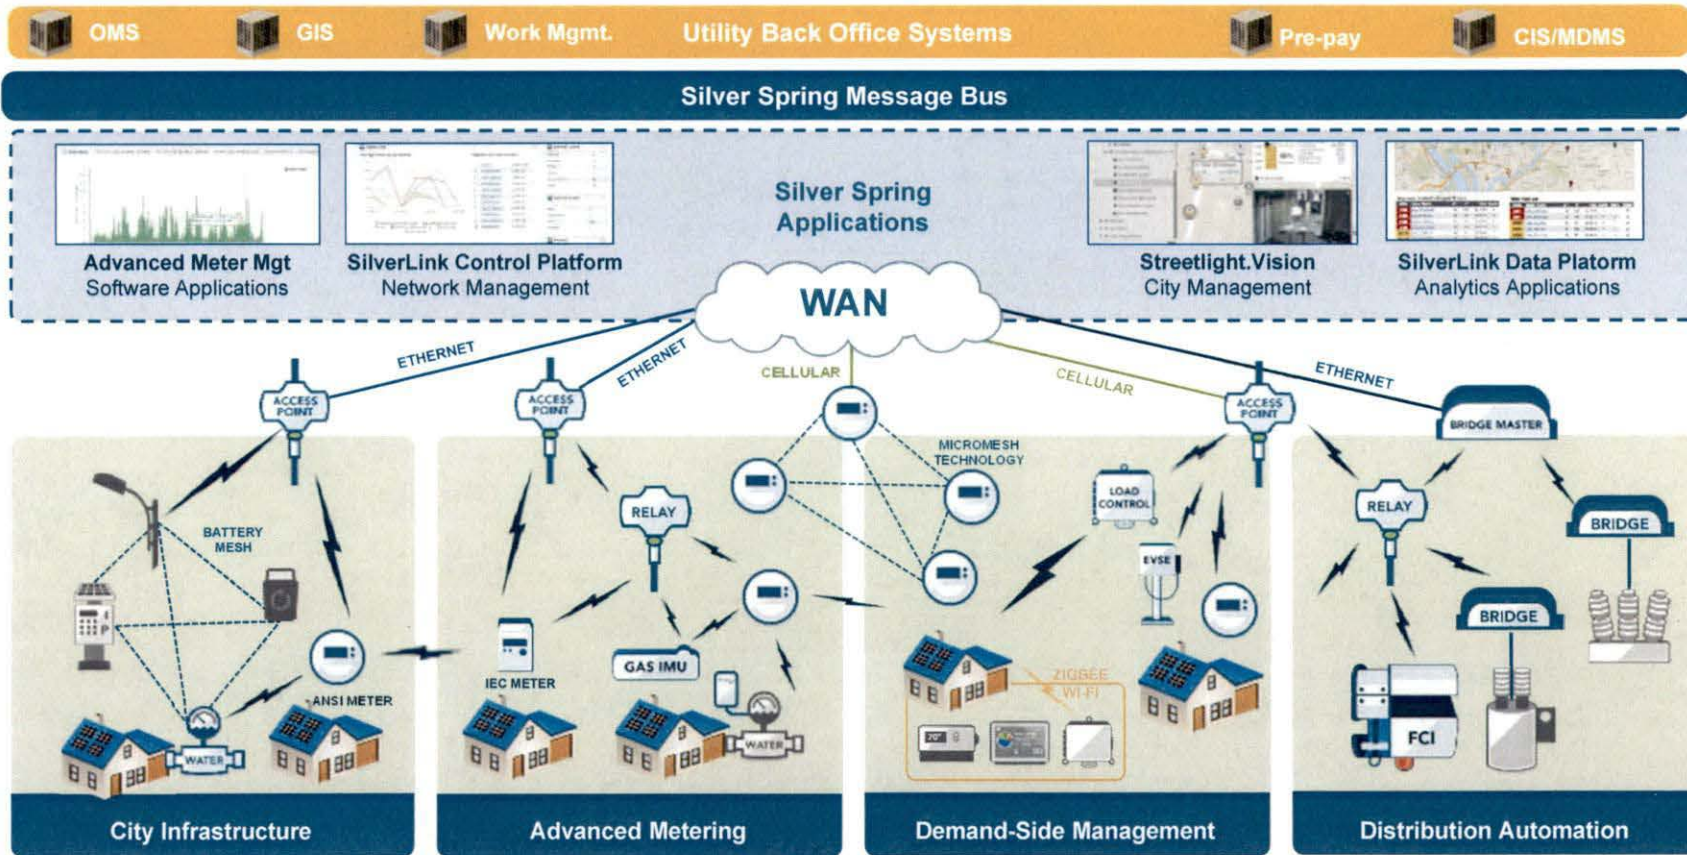 OMS
GIS
Work Mgmt.
Utility Back Office Systems
Pre-pay
CIS/MDMS
Silver Spring Message Bus
Silver Spring
Applications
Advanced Meter Mgt
Software Applications
SilverLink Control Platform
Network Management
Streetlight.Vision
City Management
SilverLink Data Platorm
Analytics Applications
WAN
ETHERNET
ETHERNET
CELLULAR
CELLULAR
ETHERNET
ACCESS
POINT
ACCESS
POINT
ACCESS
POINT
BRIDGE MASTER
MICROMESH
TECHNOLOGY
BATTERY
MESH
RELAY
LOAD
CONTROL
RELAY
BRIDGE
EVSE
BRIDGE
P
ANSI METER
IEC METER
GAS IMU
ZIGBEE
WI-FI
WATER
WATER
70°
FCI
City Infrastructure
Advanced Metering
Demand-Side Management
Distribution Automation